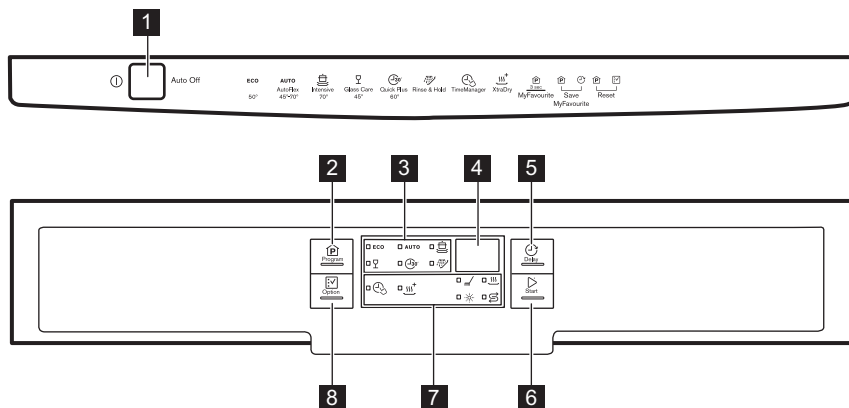 1
Auto Off
ECO
50°
AUTO
AutoFlex
45°-70°
Intensive
70°
Glass Care
45°
30'
Quick Plus
60°
Rinse & Hold
TimeManager
XtraDry
P
3 sec
MyFavourite
P
Save
MyFavourite
P
Reset
2 3 4 5
P
Program
ECO AUTO
30'
Delay
Option
Start
8 7 6